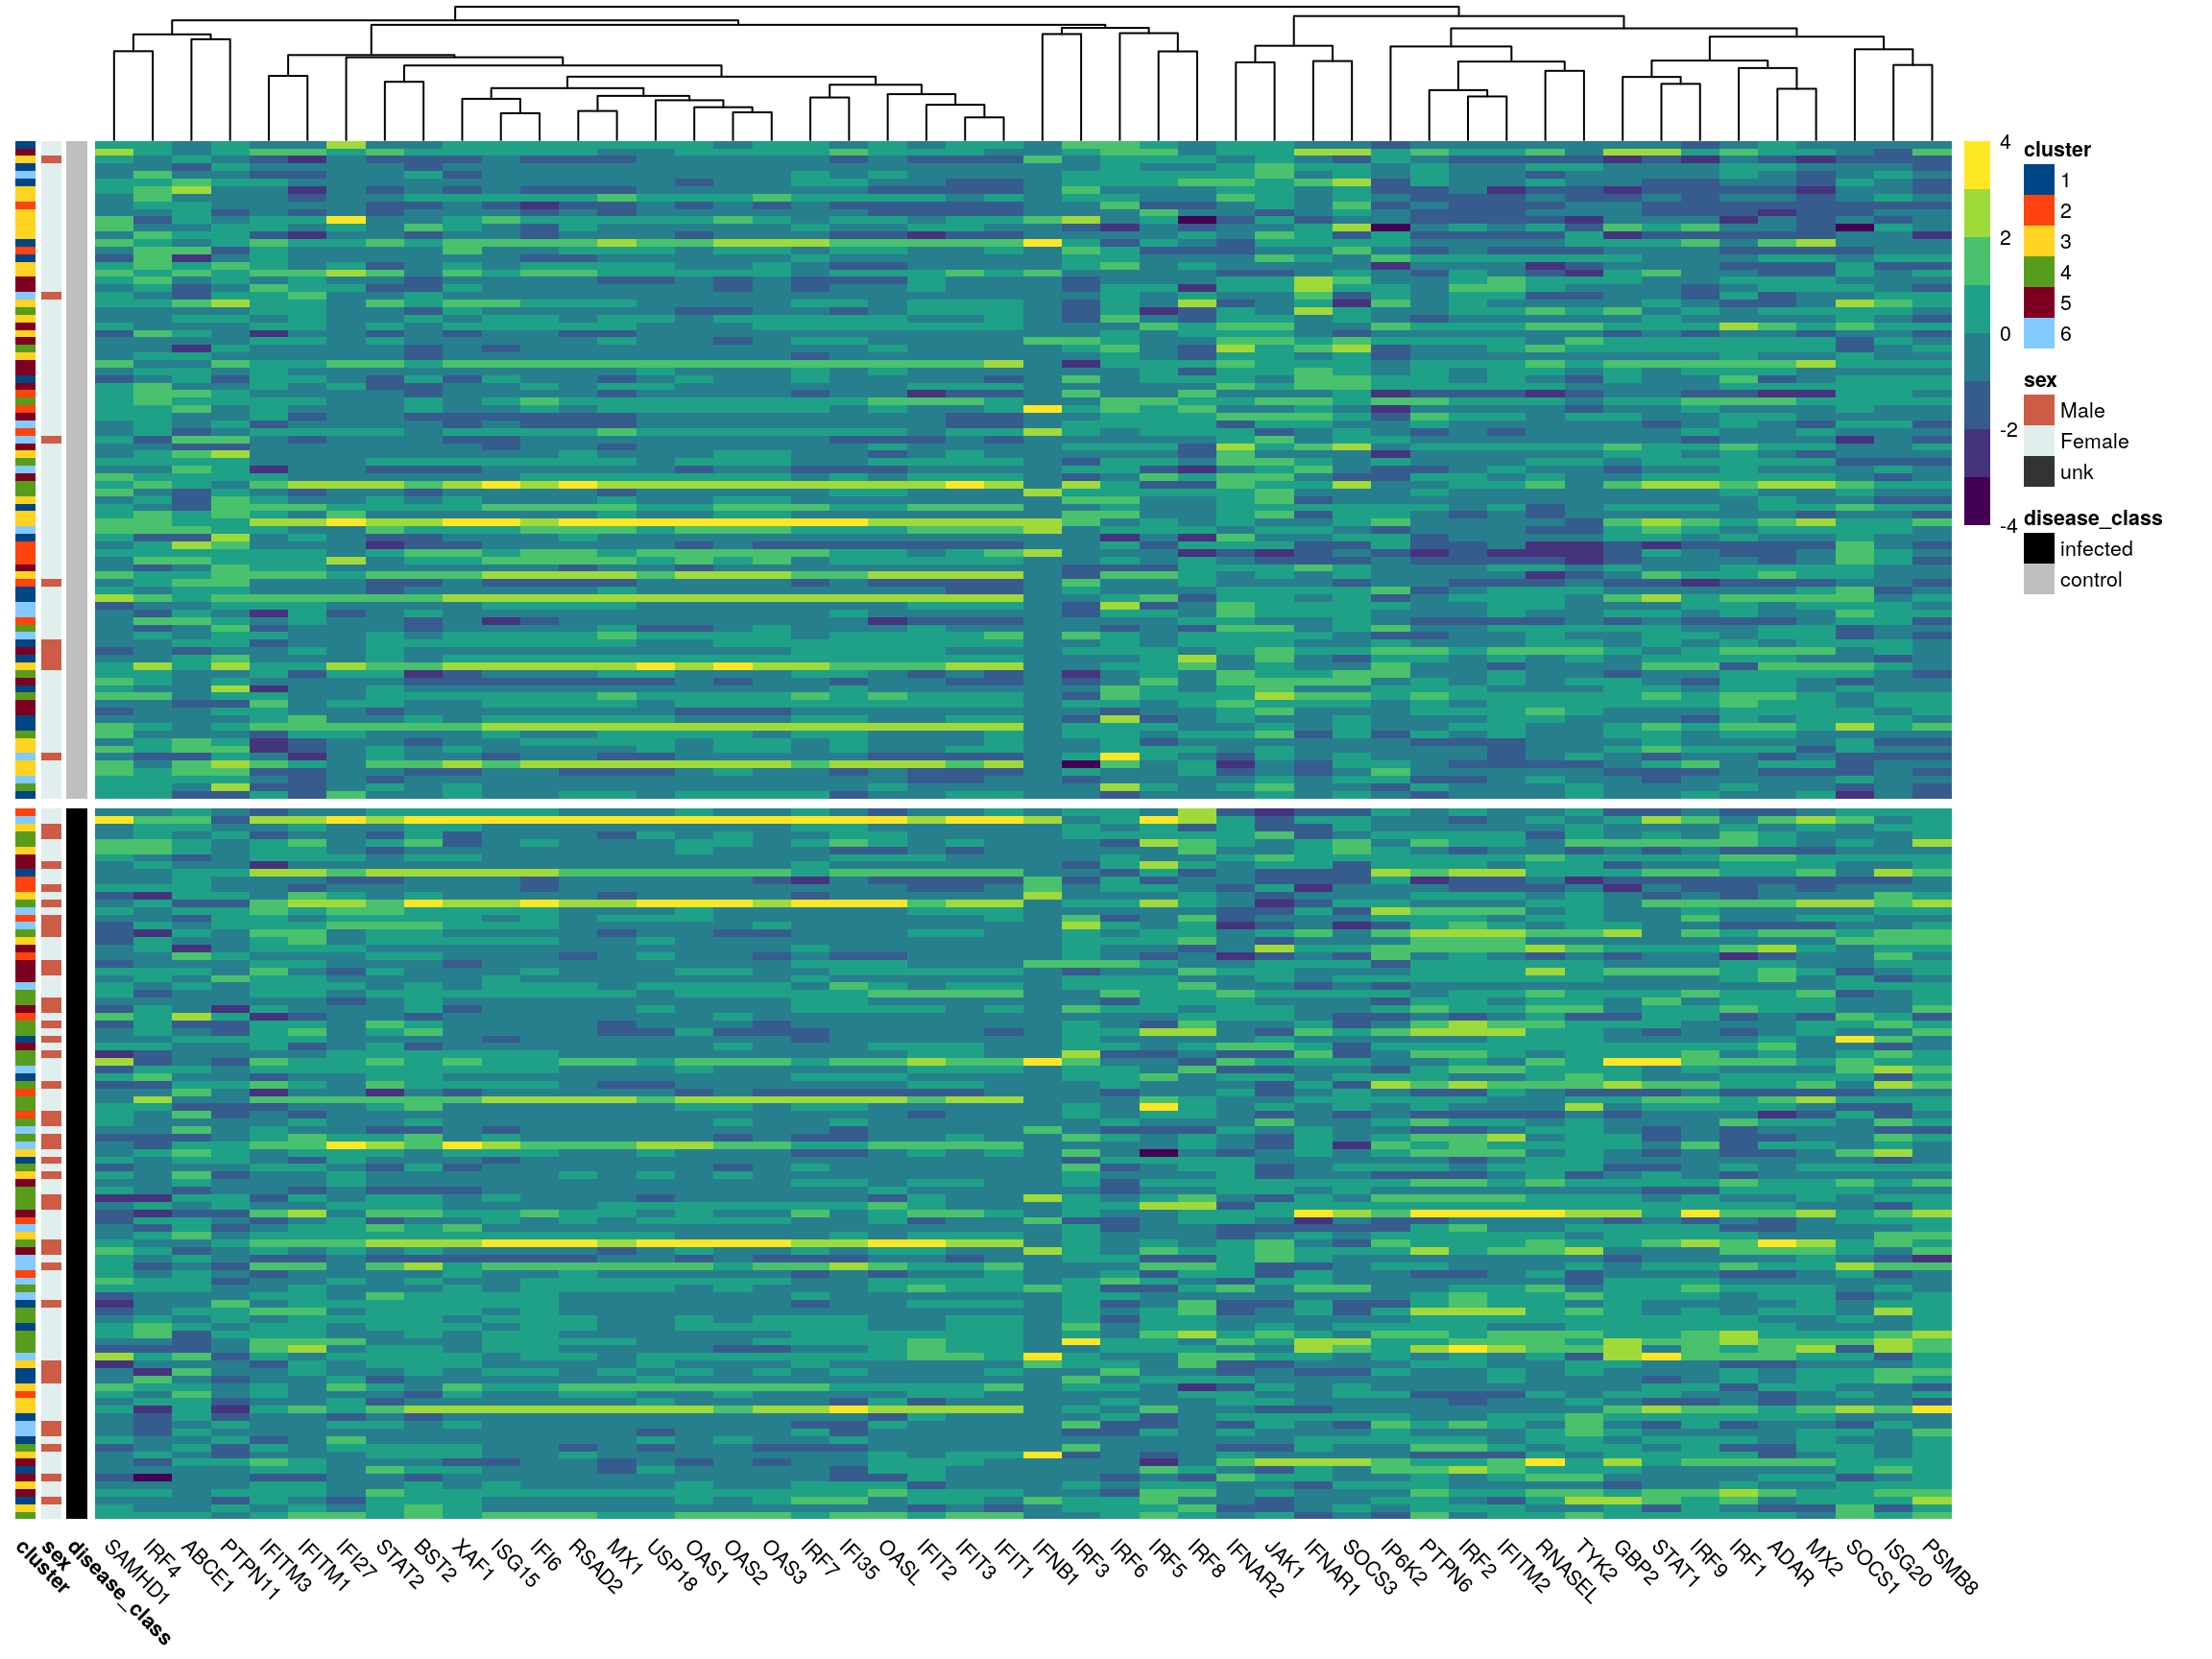 4
2
0
-2
-4
cluster
1
2
3
4
5
6
sex
Male
Female
unk
disease_class
infected
control
cluster
sex
disease_class
SAMHD1
IRF4
ABCE1
PTPN11
IFITM3
IFITM1
IFI27
STAT2
BST2
XAF1
ISG15
IFI6
RSAD2
MX1
USP18
OAS1
OAS2
OAS3
IRF7
IFI35
OASL
IFIT2
IFIT3
IFIT1
IFNB1
IRF3
IRF6
IRF5
IRF8
IFNAR2
JAK1
IFNAR1
SOCS3
IP6K2
PTPN6
IRF2
IFITM2
RNASEL
TYK2
GBP2
STAT1
IRF9
IRF1
ADAR
MX2
SOCS1
ISG20
PSMB8